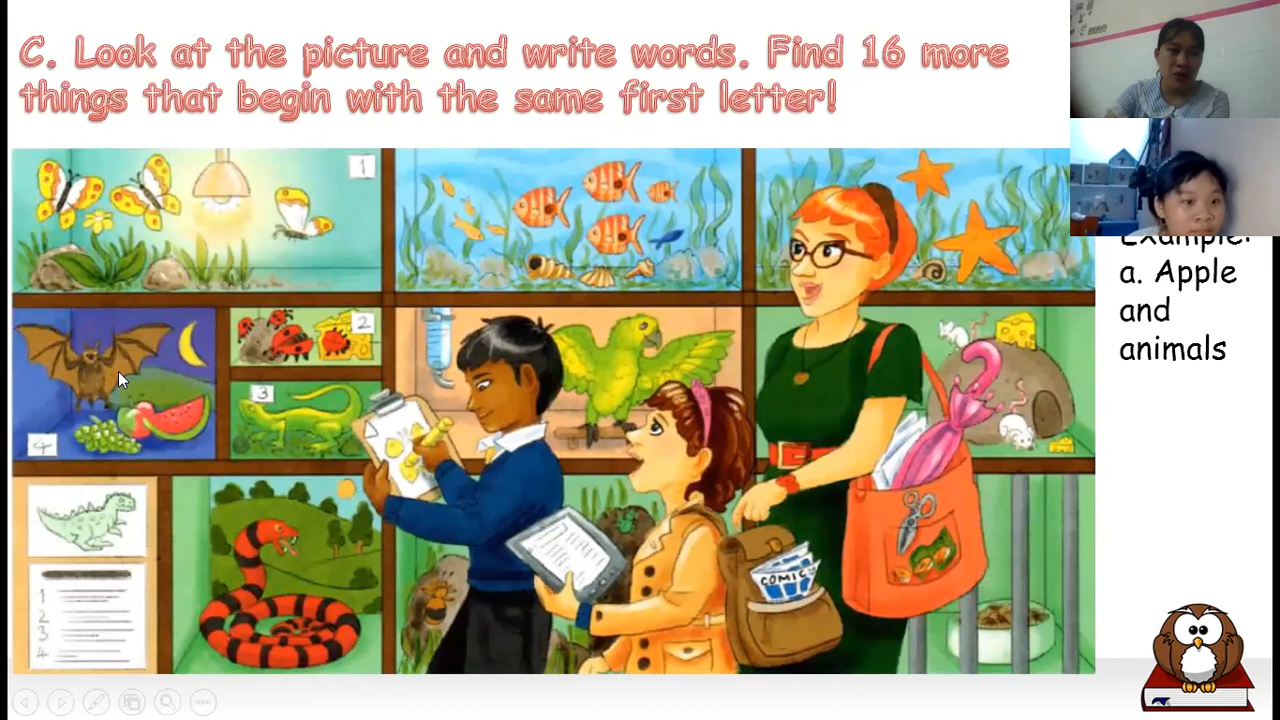 C. Look at the picture and write words. Find 16 more
things that begin with the same first letter!
1
2
3
4
COMIC
1
2
3
4
Example:
a. Apple
and
animals